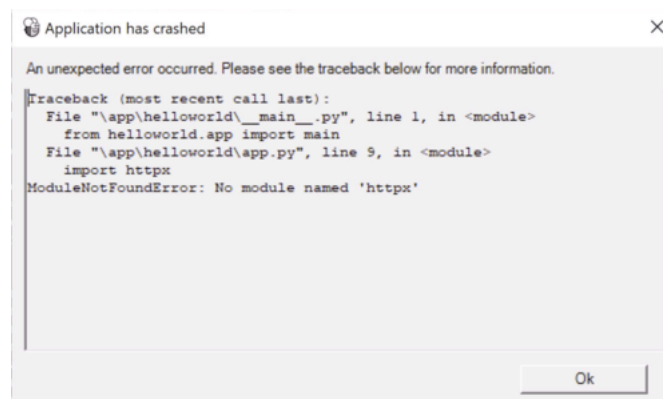 Application has crashed
An unexpected error occurred. Please see the traceback below for more information.
Traceback (most recent call last):
  File "\app\helloworld\__main__.py", line 1, in <module>
    from helloworld.app import main
  File "\app\helloworld\app.py", line 9, in <module>
    import httpx
ModuleNotFoundError: No module named 'httpx'
Ok